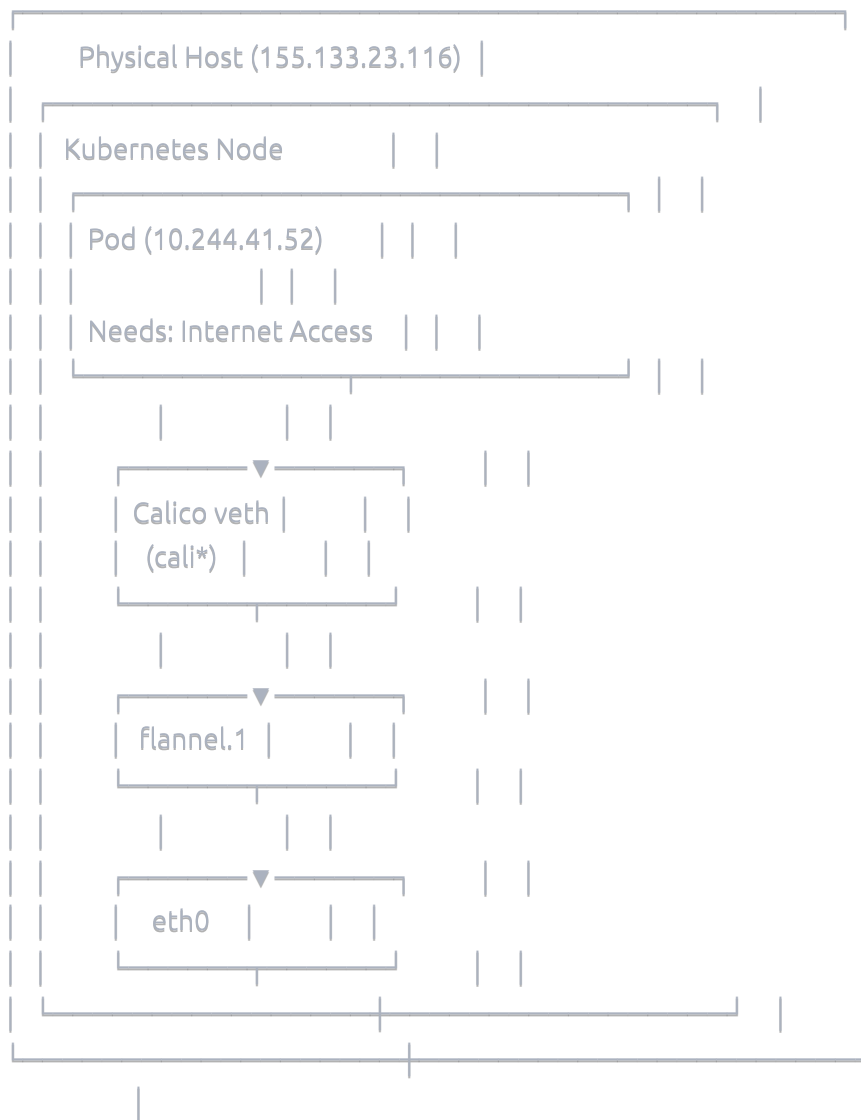 Physical Host (155.133.23.116)
Kubernetes Node
Pod (10.244.41.52)
Needs: Internet Access
Calico veth
(cali*)
flannel.1
eth0